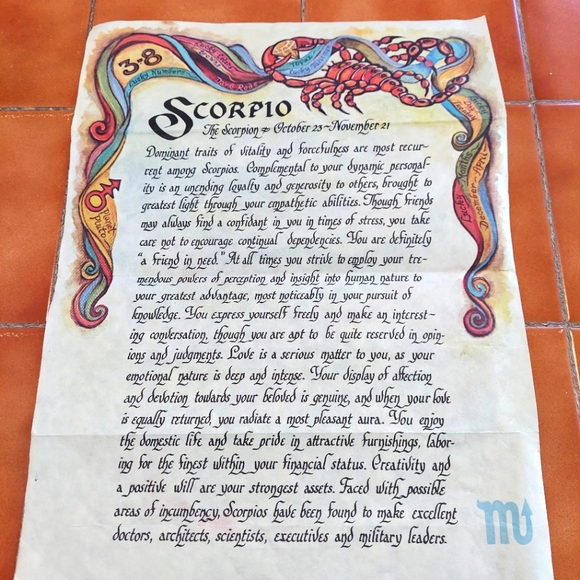 3-8
Lucky Numbers
Planet
Pluto
Lucky Months
December-April
SCORPIO
The Scorpion October 23-November 21
Dominant traits of vitality and forcefulness are most recur-
rent among Scorpios. Complemental to your dynamic personal-
ity is an unending loyalty and generosity to others, brought to
greatest light through your empathetic abilities. Though friends
may always find a confidant in you in times of stress, you take
care not to encourage continual dependencies. You are definitely
"a friend in need." At all times you strive to employ your tre-
mendous powers of perception and insight into human nature to
your greatest advantage, most noticeably in your pursuit of
knowledge. You express yourself freely and make an interest-
ing conversation, though you are apt to be quite reserved in opin-
ions and judgments. Love is a serious matter to you, as your
emotional nature is deep and intense. Your display of affection
and devotion towards your beloved is genuine, and when your love
is equally returned, you radiate a most pleasant aura. You enjoy
the domestic life and take pride in attractive furnishings, labor-
ing for the finest within your financial status. Creativity and
a positive will are your strongest assets. Faced with possible
areas of incumbency, Scorpios have been found to make excellent
doctors, architects, scientists, executives and military leaders.